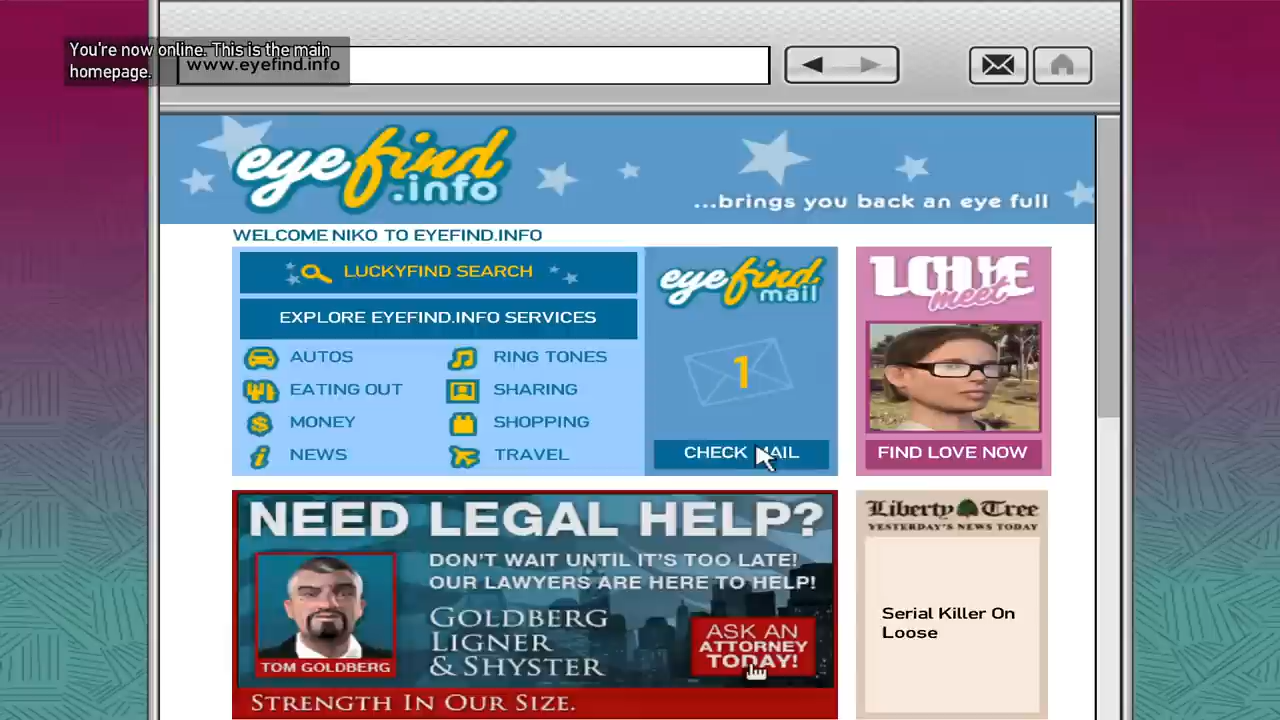 You're now online. This is the main
homepage.
www.eyefind.info
eyefind
.info
...brings you back an eye full
WELCOME NIKO TO EYEFIND.INFO
LUCKYFIND SEARCH
EXPLORE EYEFIND.INFO SERVICES
AUTOS
RING TONES
EATING OUT
SHARING
MONEY
SHOPPING
NEWS
TRAVEL
eyefind
mail
1
CHECK MAIL
LOVE
meet
FIND LOVE NOW
NEED LEGAL HELP?
DON'T WAIT UNTIL IT'S TOO LATE!
OUR LAWYERS ARE HERE TO HELP!
GOLDBERG
LIGNER
& SHYSTER
TOM GOLDBERG
ASK AN
ATTORNEY
TODAY!
STRENGTH IN OUR SIZE.
Liberty Tree
YESTERDAY'S NEWS TODAY
Serial Killer On
Loose